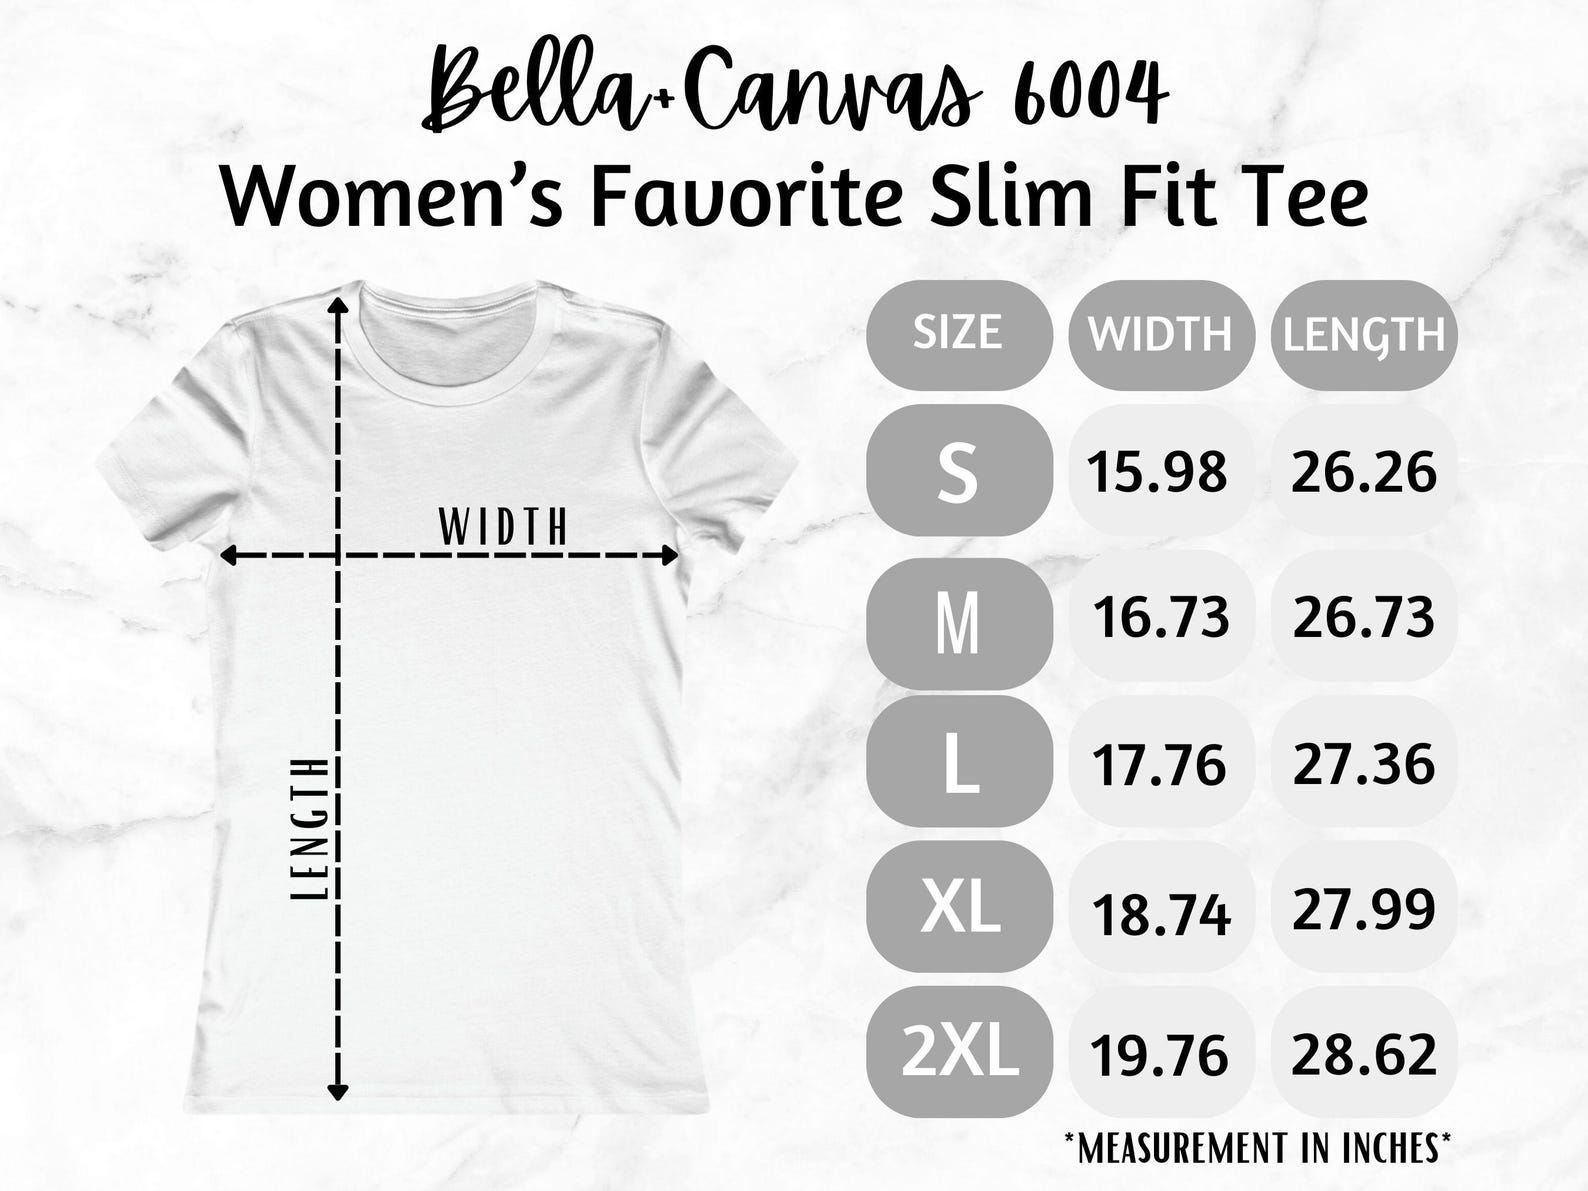 Bella+Canvas 6004
Women's Favorite Slim Fit Tee
WIDTH
LENGTH
SIZE WIDTH LENGTH
S 15.98 26.26
M 16.73 26.73
L 17.76 27.36
XL 18.74 27.99
2XL 19.76 28.62
*MEASUREMENT IN INCHES*